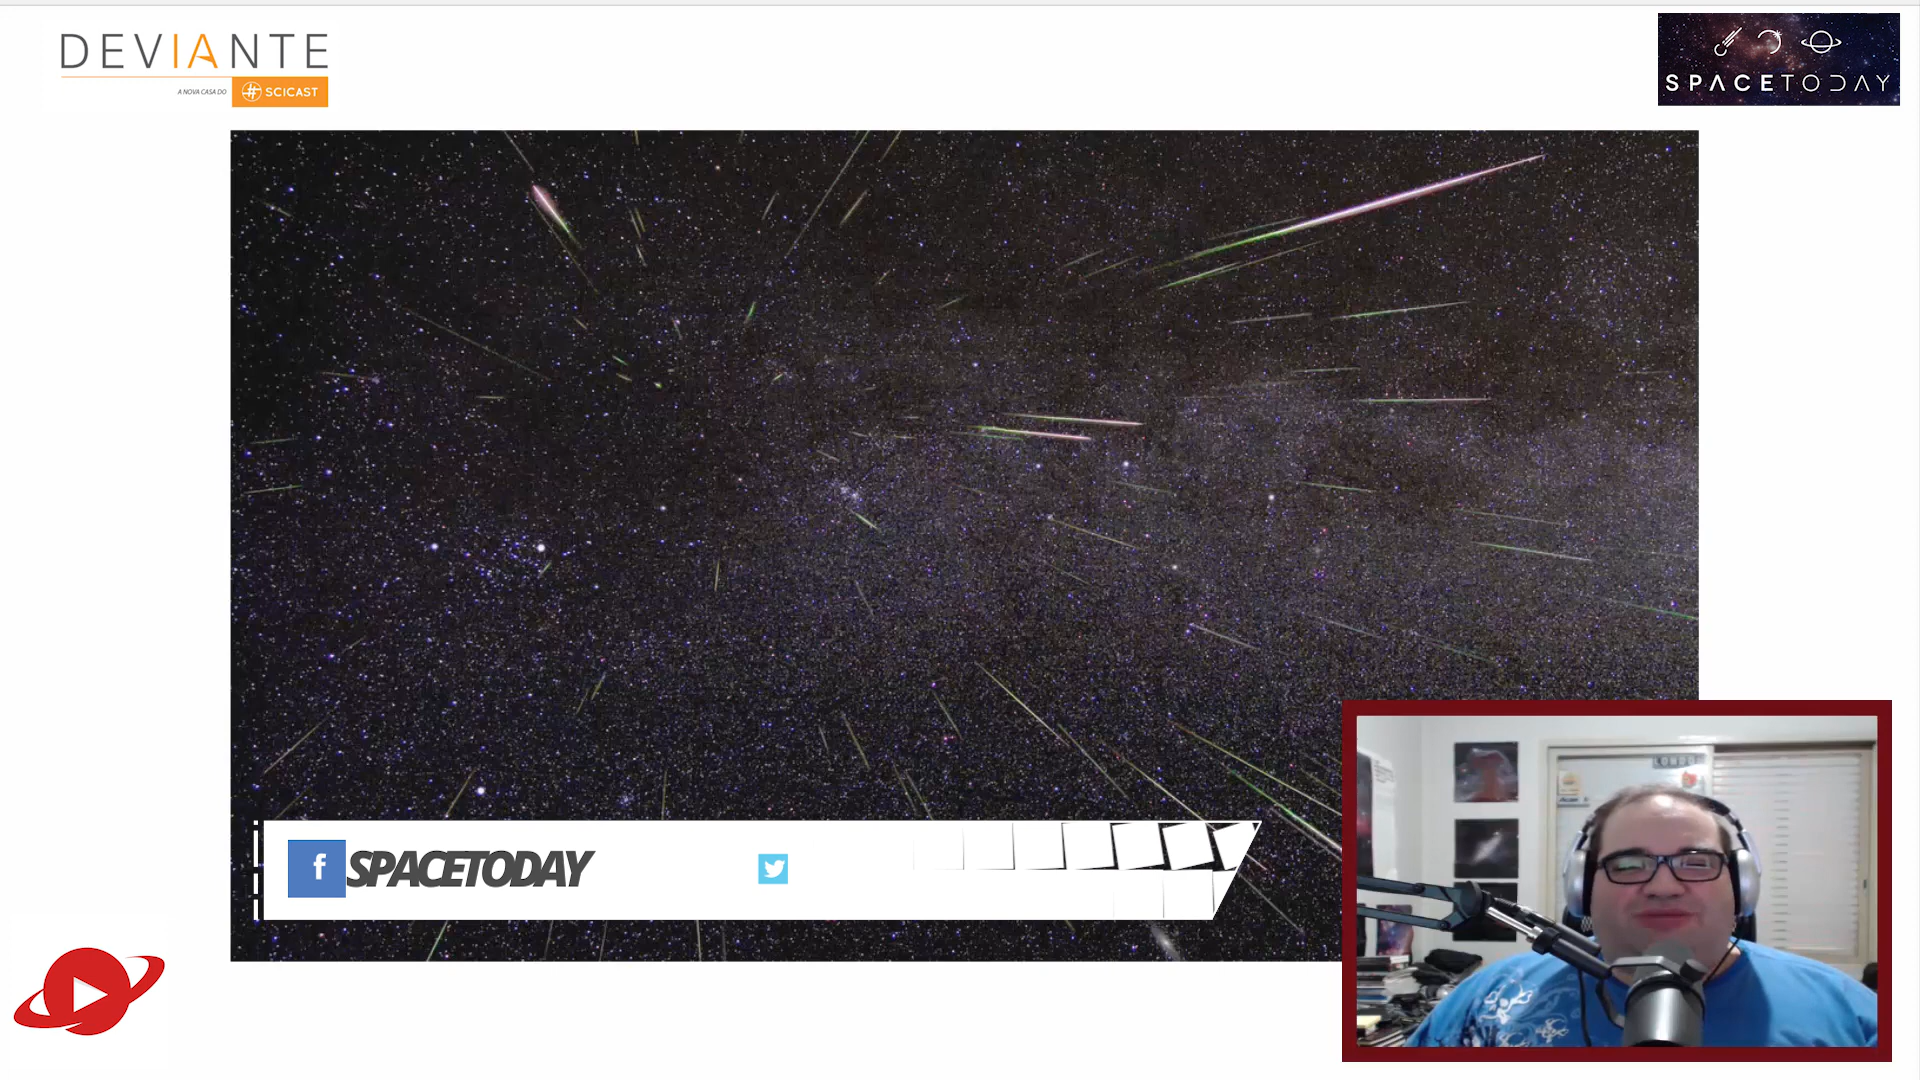 DEVIANTE
A NOVA CASA DO
SCICAST
SPACETODAY
f SPACETODAY